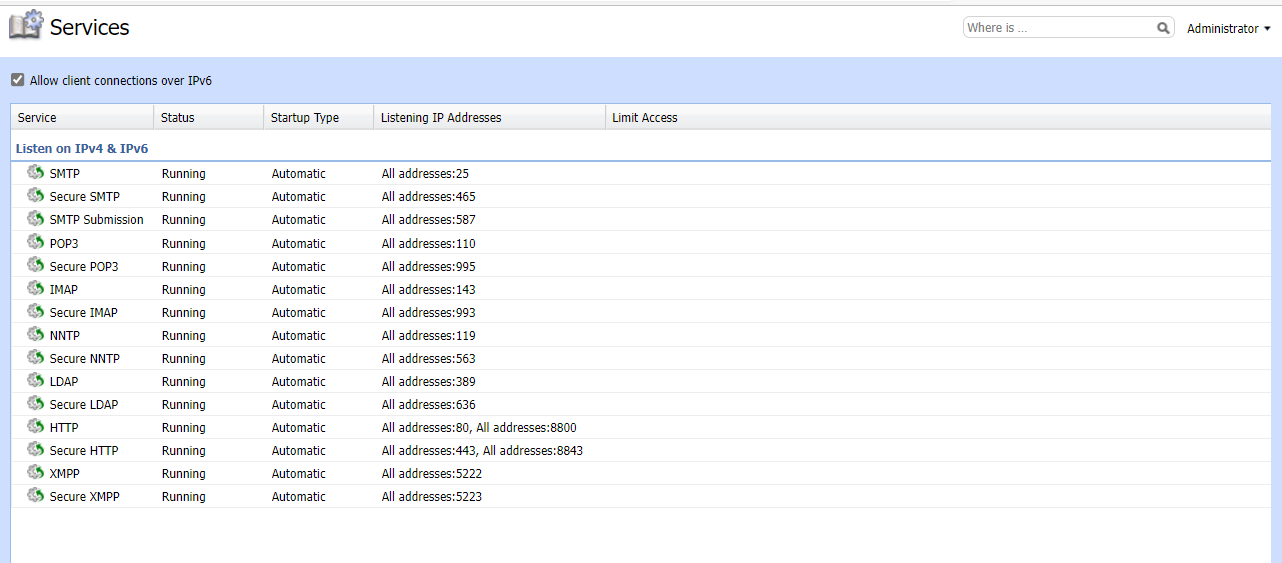 Services
Where is ...
Administrator
Allow client connections over IPv6
Service Status Startup Type Listening IP Addresses Limit Access
Listen on IPv4 & IPv6
SMTP Running Automatic All addresses:25
Secure SMTP Running Automatic All addresses:465
SMTP Submission Running Automatic All addresses:587
POP3 Running Automatic All addresses:110
Secure POP3 Running Automatic All addresses:995
IMAP Running Automatic All addresses:143
Secure IMAP Running Automatic All addresses:993
NNTP Running Automatic All addresses:119
Secure NNTP Running Automatic All addresses:563
LDAP Running Automatic All addresses:389
Secure LDAP Running Automatic All addresses:636
HTTP Running Automatic All addresses:80, All addresses:8800
Secure HTTP Running Automatic All addresses:443, All addresses:8843
XMPP Running Automatic All addresses:5222
Secure XMPP Running Automatic All addresses:5223